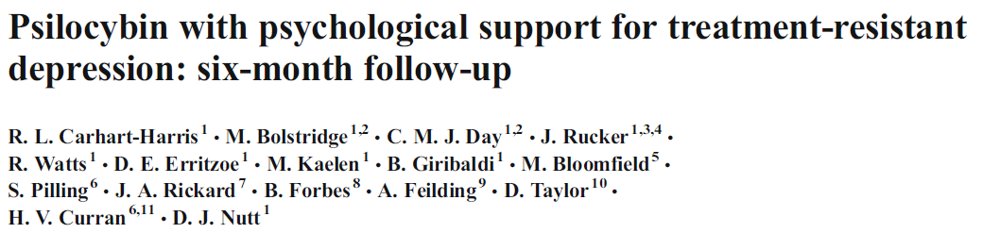 Psilocybin with psychological support for treatment-resistant
depression: six-month follow-up
R. L. Carhart-Harris 1 • M. Bolstridge 1,2 • C. M. J. Day 1,2 • J. Rucker 1,3,4 •
R. Watts 1 • D. E. Erritzoe 1 • M. Kaelen 1 • B. Giribaldi 1 • M. Bloomfield 5 •
S. Pilling 6 • J. A. Rickard 7 • B. Forbes 8 • A. Feilding 9 • D. Taylor 10 •
H. V. Curran 6,11 • D. J. Nutt 1